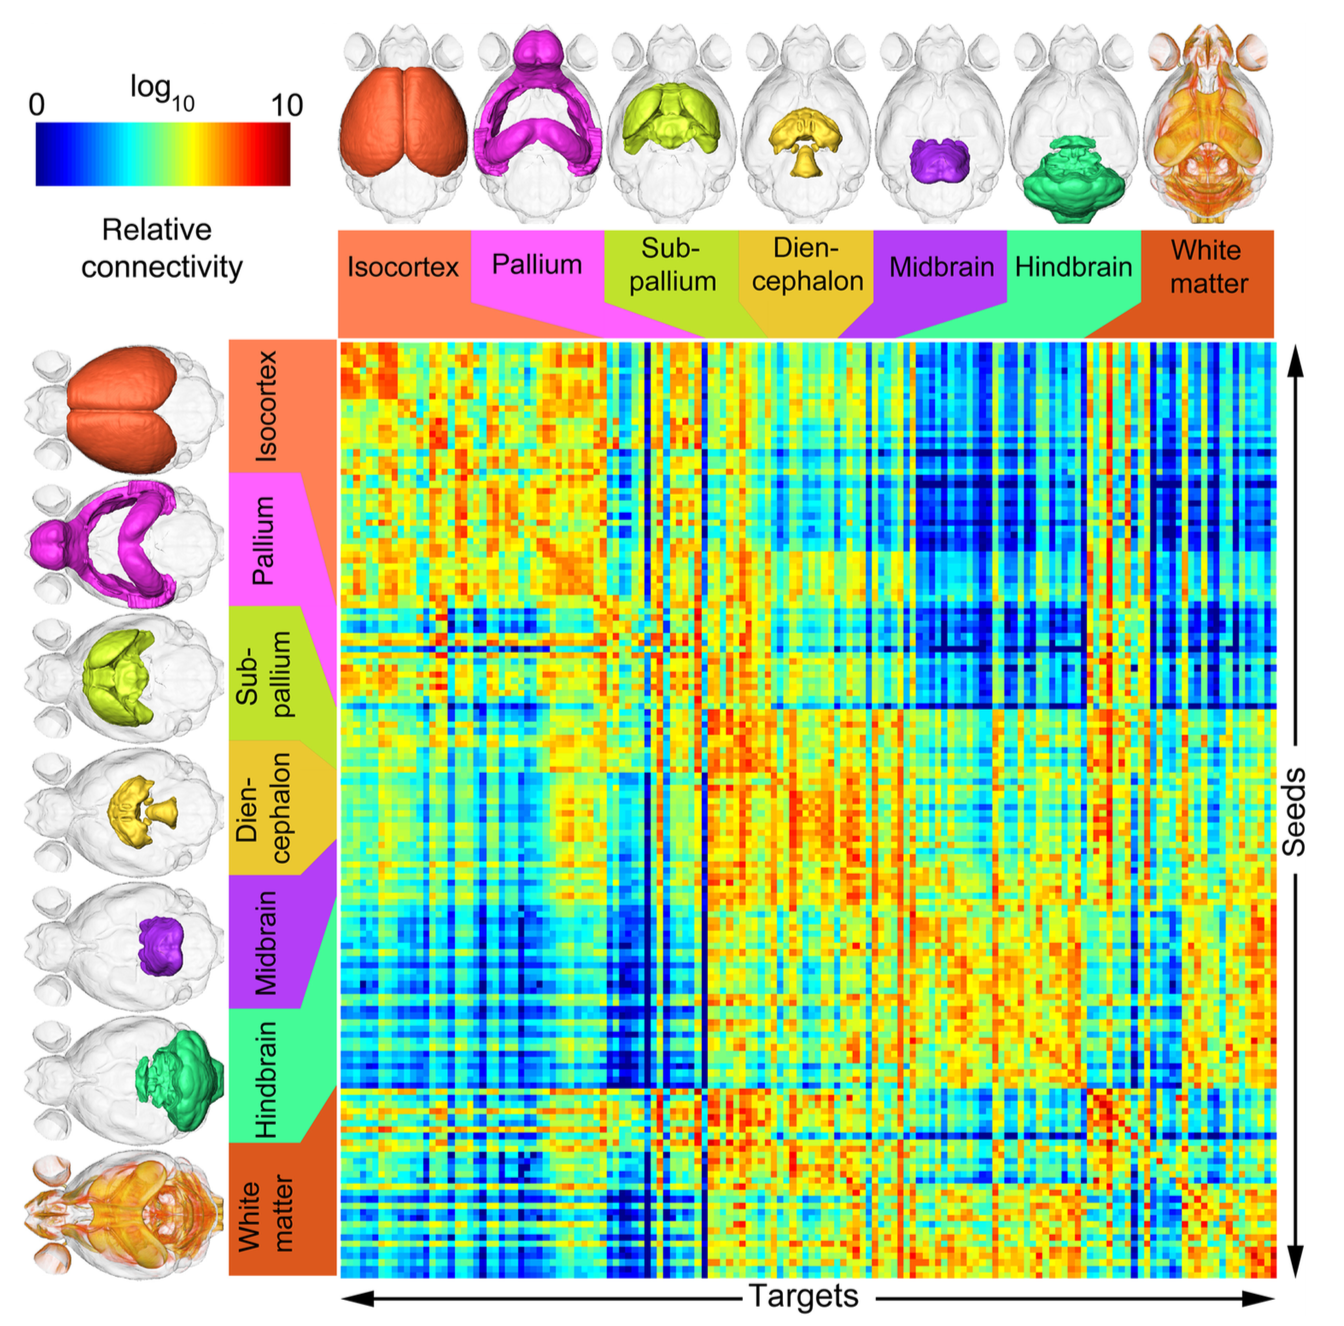 log10
0 10
Relative
connectivity
Isocortex
Pallium
Sub-
pallium
Dien-
cephalon
Midbrain
Hindbrain
White
matter
Isocortex
Pallium
Sub-
pallium
Dien-
cephalon
Midbrain
Hindbrain
White
matter
Seeds
Targets